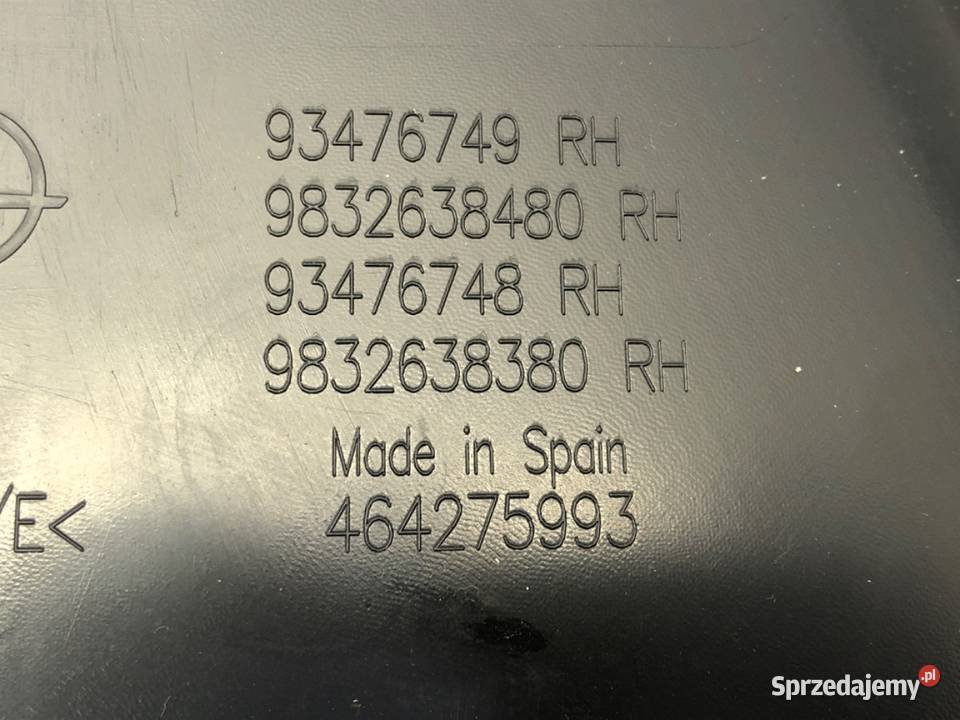 93476749 RH
9832638480 RH
93476748 RH
9832638380 RH
Made in Spain
/E< 464275993
Sprzedajemy.pl